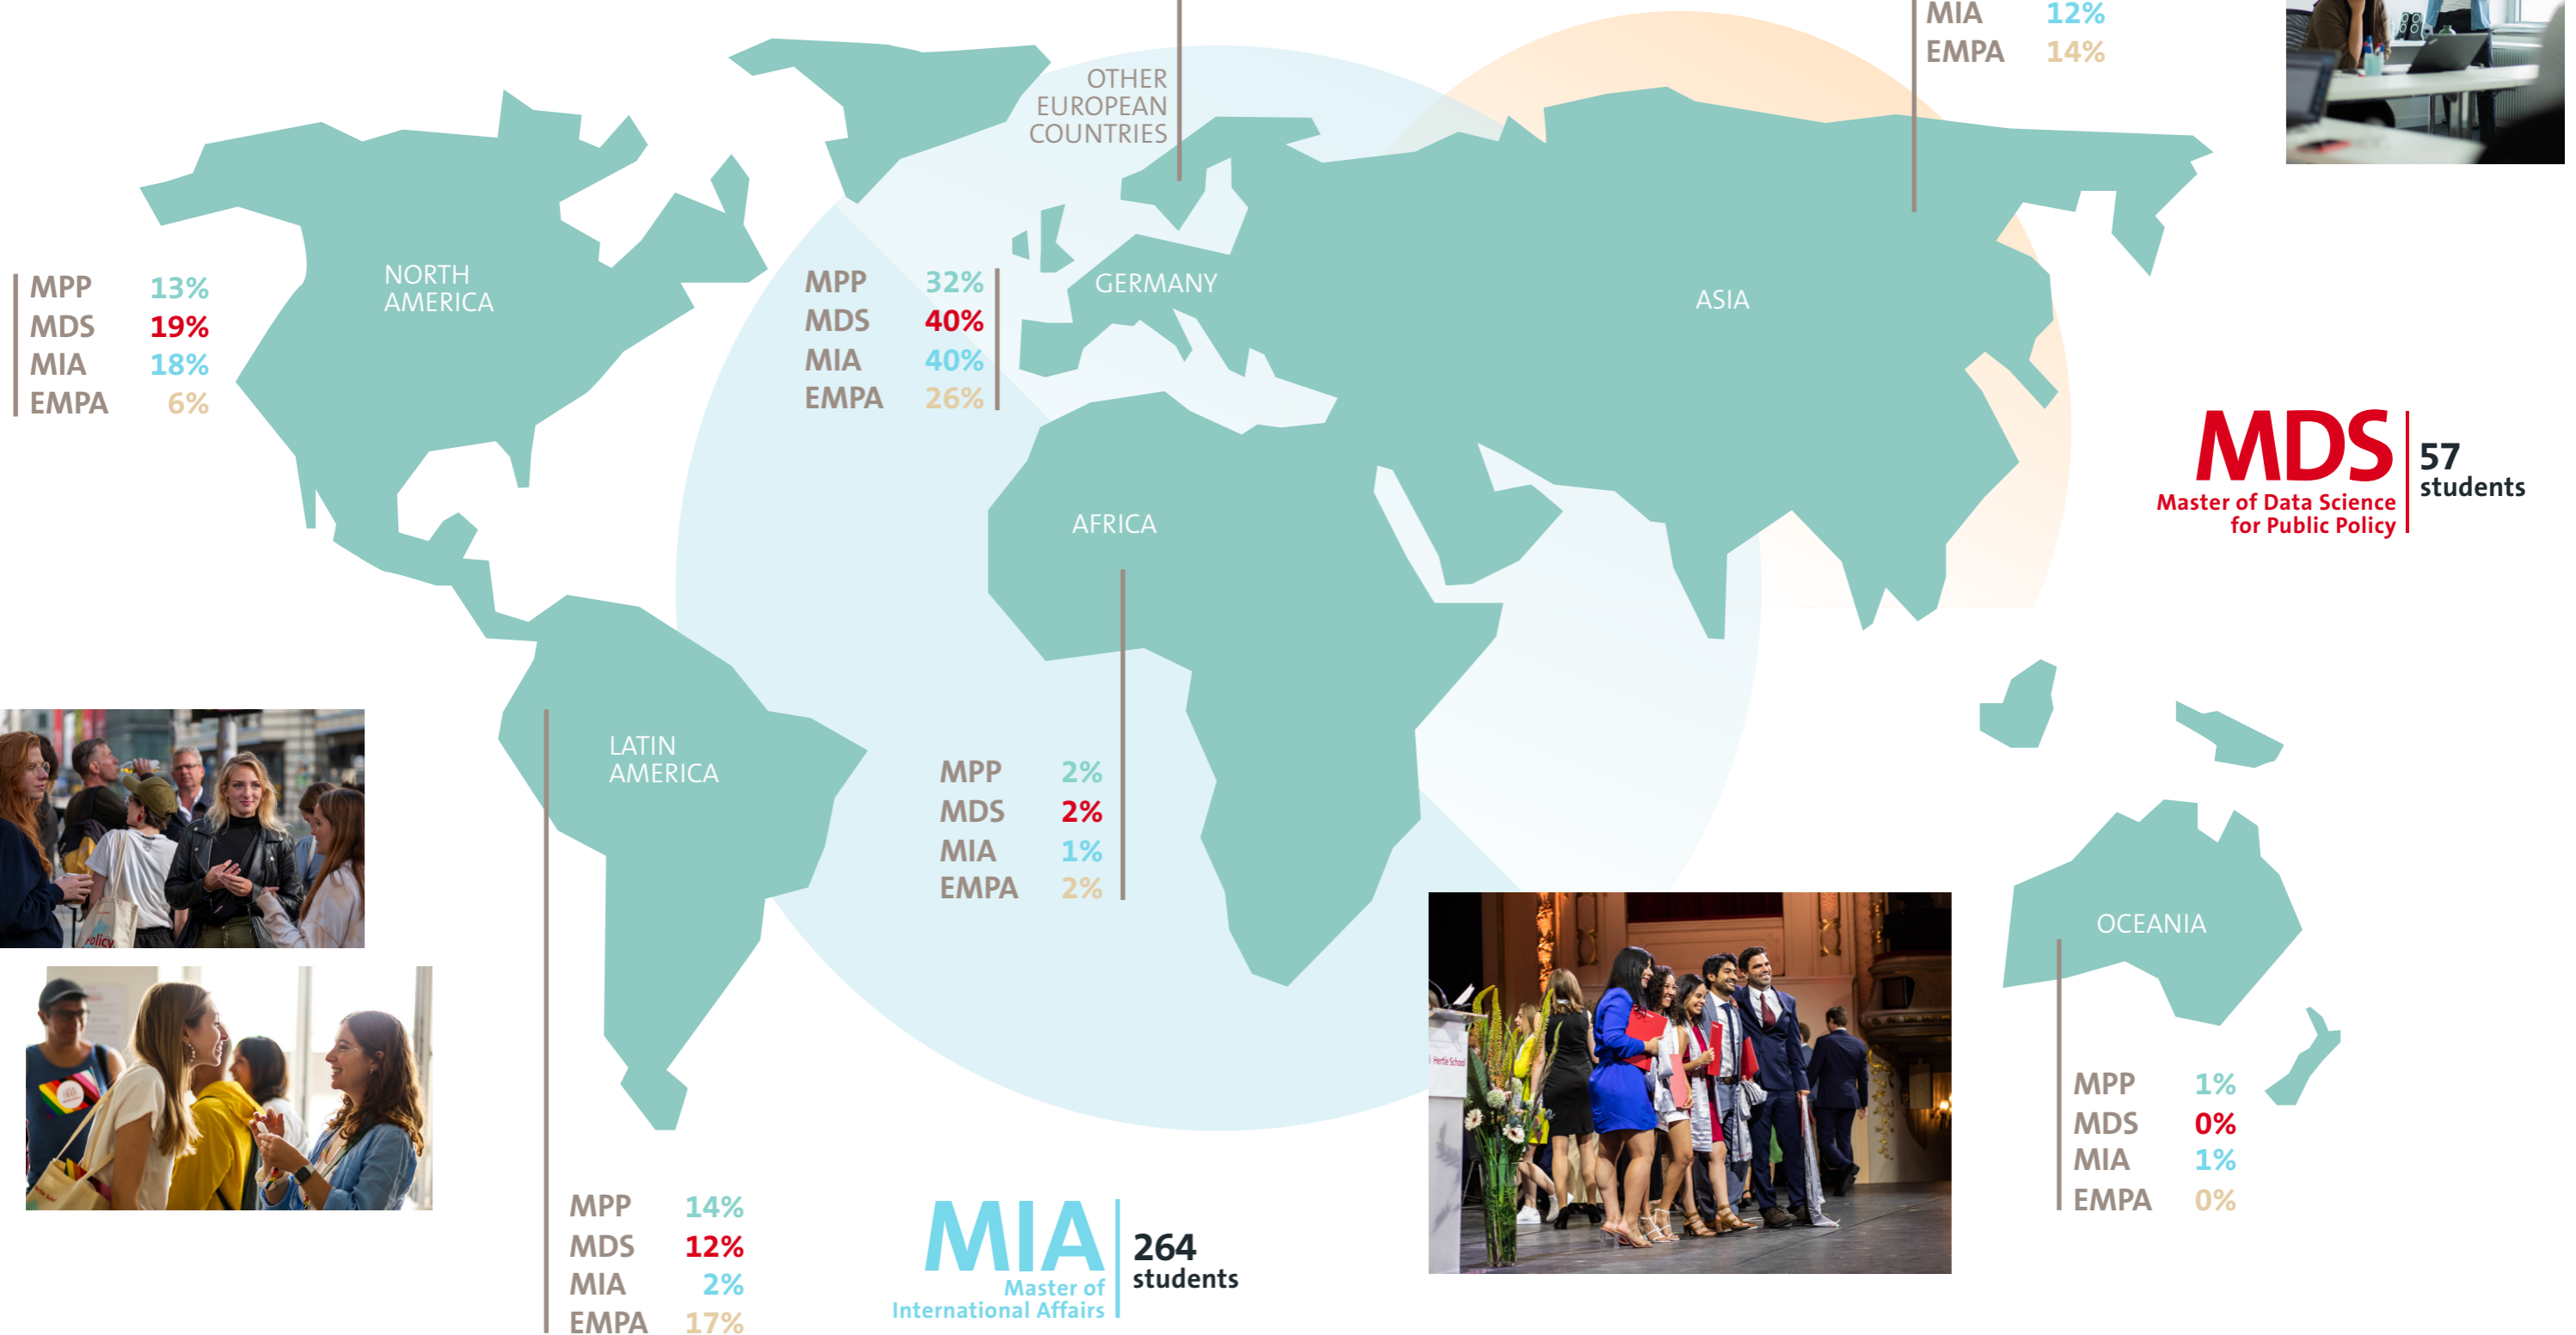 MIA 12%
EMPA 14%
OTHER
EUROPEAN
COUNTRIES
NORTH
AMERICA
MPP 13%
MDS 19%
MIA 18%
EMPA 6%
GERMANY
MPP 32%
MDS 40%
MIA 40%
EMPA 26%
ASIA
MDS
Master of Data Science
for Public Policy
57
students
AFRICA
MPP 2%
MDS 2%
MIA 1%
EMPA 2%
LATIN
AMERICA
MPP 14%
MDS 12%
MIA 2%
EMPA 17%
Policy
MIA
Master of
International Affairs
264
students
Hertie School
OCEANIA
MPP 1%
MDS 0%
MIA 1%
EMPA 0%